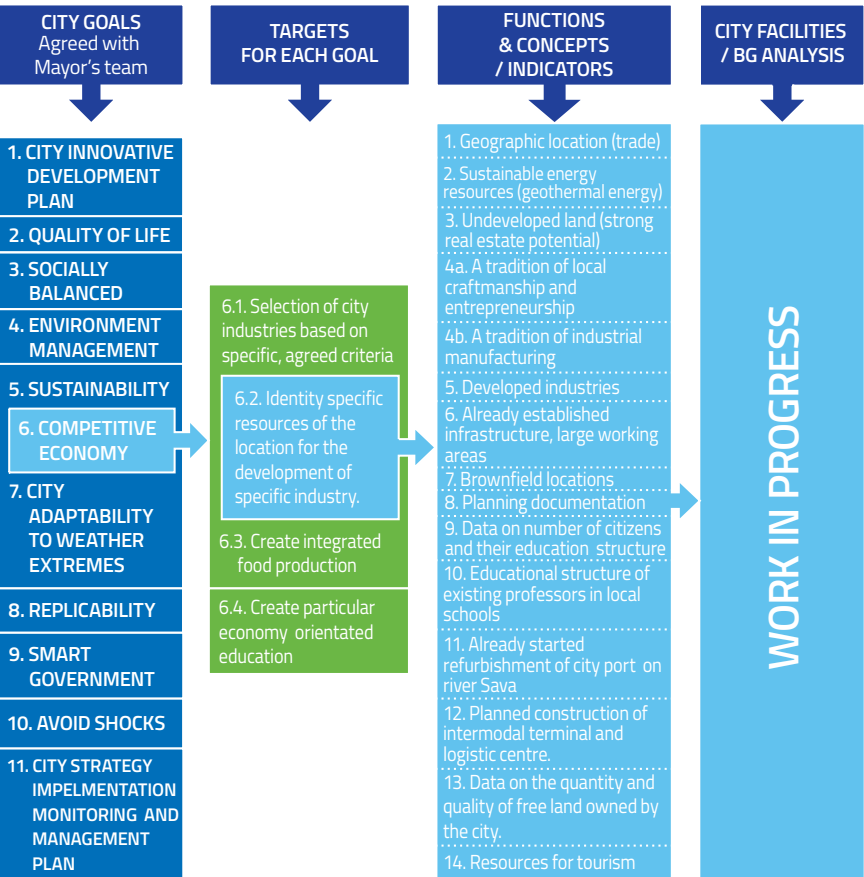 CITY GOALS
Agreed with
Mayor's team
TARGETS
FOR EACH GOAL
FUNCTIONS
& CONCEPTS
/ INDICATORS
CITY FACILITIES
/ BG ANALYSIS
1. CITY INNOVATIVE
DEVELOPMENT
PLAN
2. QUALITY OF LIFE
3. SOCIALLY
BALANCED
4. ENVIRONMENT
MANAGEMENT
5. SUSTAINABILITY
6. COMPETITIVE
ECONOMY
7. CITY
ADAPTABILITY
TO WEATHER
EXTREMES
8. REPLICABILITY
9. SMART
GOVERNMENT
10. AVOID SHOCKS
11. CITY STRATEGY
IMPELMENTATION
MONITORING AND
MANAGEMENT
PLAN
6.1. Selection of city
industries based on
specific, agreed criteria
6.2. Identity specific
resources of the
location for the
development of
specific industry.
6.3. Create integrated
food production
6.4. Create particular
economy orientated
education
1. Geographic location (trade)
2. Sustainable energy
resources (geothermal energy)
3. Undeveloped land (strong
real estate potential)
4a. A tradition of local
craftmanship and
entrepreneurship
4b. A tradition of industrial
manufacturing
5. Developed industries
6. Already established
infrastructure, large working
areas
7. Brownfield locations
8. Planning documentation
9. Data on number of citizens
and their education structure
10. Educational structure of
existing professors in local
schools
11. Already started
refurbishment of city port on
river Sava
12. Planned construction of
intermodal terminal and
logistic centre.
13. Data on the quantity and
quality of free land owned by
the city.
14. Resources for tourism
WORK IN PROGRESS